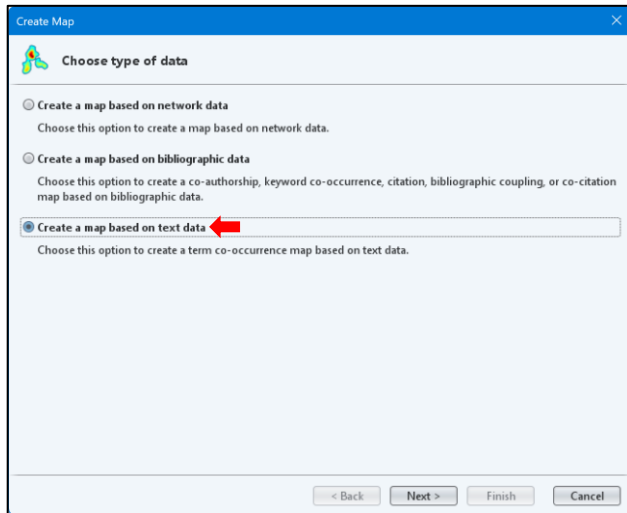 Create Map
Choose type of data
Create a map based on network data
Choose this option to create a map based on network data.
Create a map based on bibliographic data
Choose this option to create a co-authorship, keyword co-occurrence, citation, bibliographic coupling, or co-citation
map based on bibliographic data.
Create a map based on text data
Choose this option to create a term co-occurrence map based on text data.
< Back Next > Finish Cancel